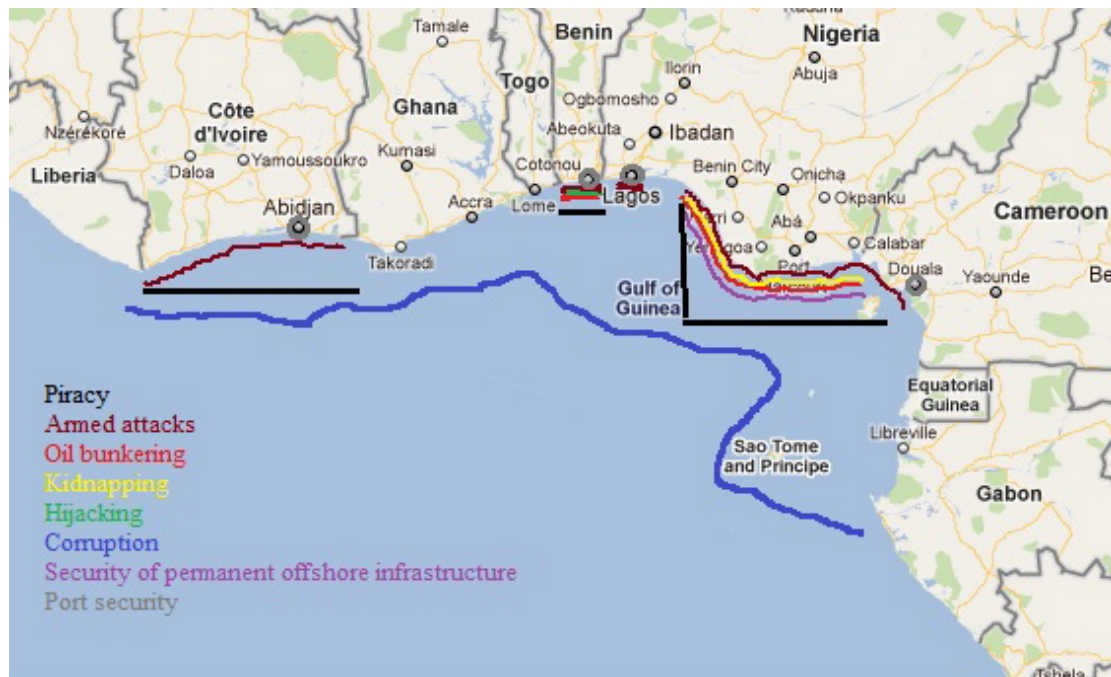 Tamale
Benin
Nigeria
Abuja
Ilorin
Togo
Ogbomosho
Côte
d'Ivoire
Ghana
Abeokuta
Ibadan
Nzérékoré
Daloa
Yamoussoukro
Kumasi
Cotonou
Benin City
Onicha
Okpanku
Liberia
Abidjan
Accra
Lome
Lagos
Cameroon
Abá
Calabar
Takoradi
Port
Douala
Yaounde
Be
Gulf of
Guinea
Piracy
Armed attacks
Oil bunkering
Kidnapping
Hijacking
Corruption
Security of permanent offshore infrastructure
Port security
Equatorial
Guinea
Libreville
Sao Tome
and Principe
Gabon